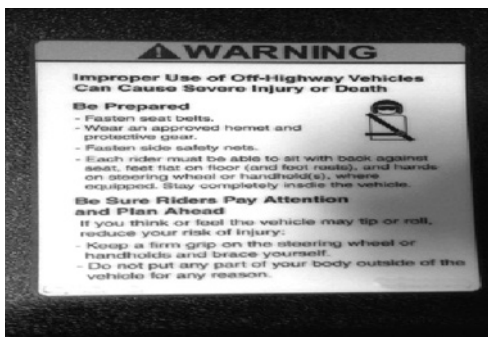 WARNING
Improper Use of Off-Highway Vehicles
Can Cause Severe Injury or Death
Be Prepared
- Fasten seat belts.
- Wear an approved hemet and
protective gear.
- Fasten side safety nets.
- Each rider must be able to sit with back against
seat, feet flat on floor (and foot rests), and hands
on steering wheel or handhold(s), where
equipped. Stay completely insdie the vehicle.
Be Sure Riders Pay Attention
and Plan Ahead
If you think or feel the vehicle may tip or roll,
reduce your risk of injury:
- Keep a firm grip on the steering wheel or
handholds and brace yourself.
- Do not put any part of your body outside of the
vehicle for any reason.